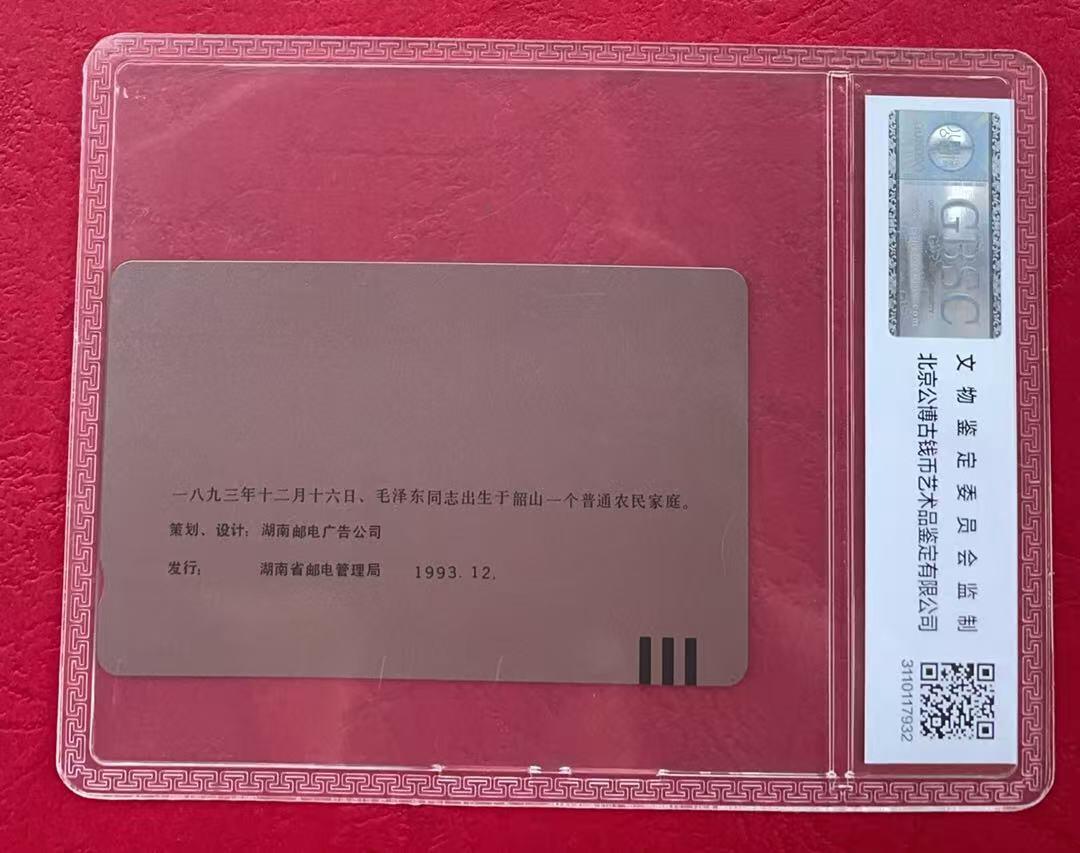 一八九三年十二月十六日、毛泽东同志出生于韶山一个普通农民家庭。
策划、设计：湖南邮电广告公司
发行： 湖南省邮电管理局 1993.12.
GBSC
文物鉴定委员会监制
北京公博古钱币艺术品鉴定有限公司
3110117932